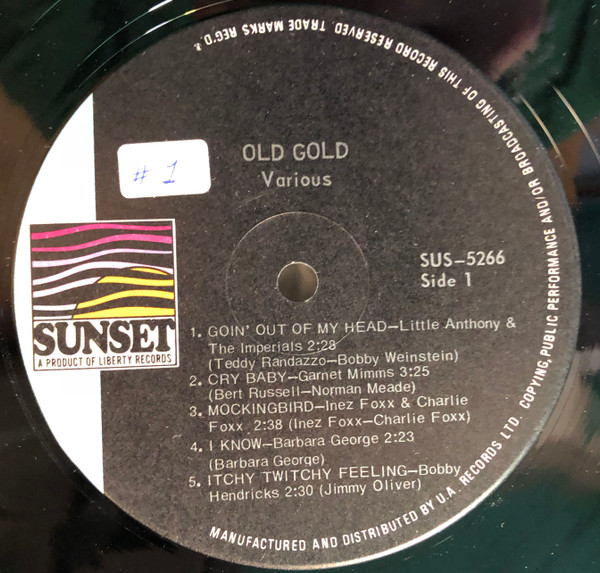 # 1
OLD GOLD
Various
SUNSET
A PRODUCT OF LIBERTY RECORDS
SUS-5266
Side 1
1. GOIN' OUT OF MY HEAD—Little Anthony &
The Imperials 2:28
(Teddy Randazzo—Bobby Weinstein)
2. CRY BABY—Garnet Mimms 3:25
(Bert Russell—Norman Meade)
3. MOCKINGBIRD—Inez Foxx & Charlie
Foxx 2:38 (Inez Foxx—Charlie Foxx)
4. I KNOW—Barbara George 2:23
(Barbara George)
5. ITCHY TWITCHY FEELING—Bobby
Hendricks 2:30 (Jimmy Oliver)
MANUFACTURED AND DISTRIBUTED BY U.A. RECORDS LTD. COPYING, PUBLIC PERFORMANCE AND/OR BROADCASTING OF THIS RECORD RESERVED. TRADE MARKS REG'D.